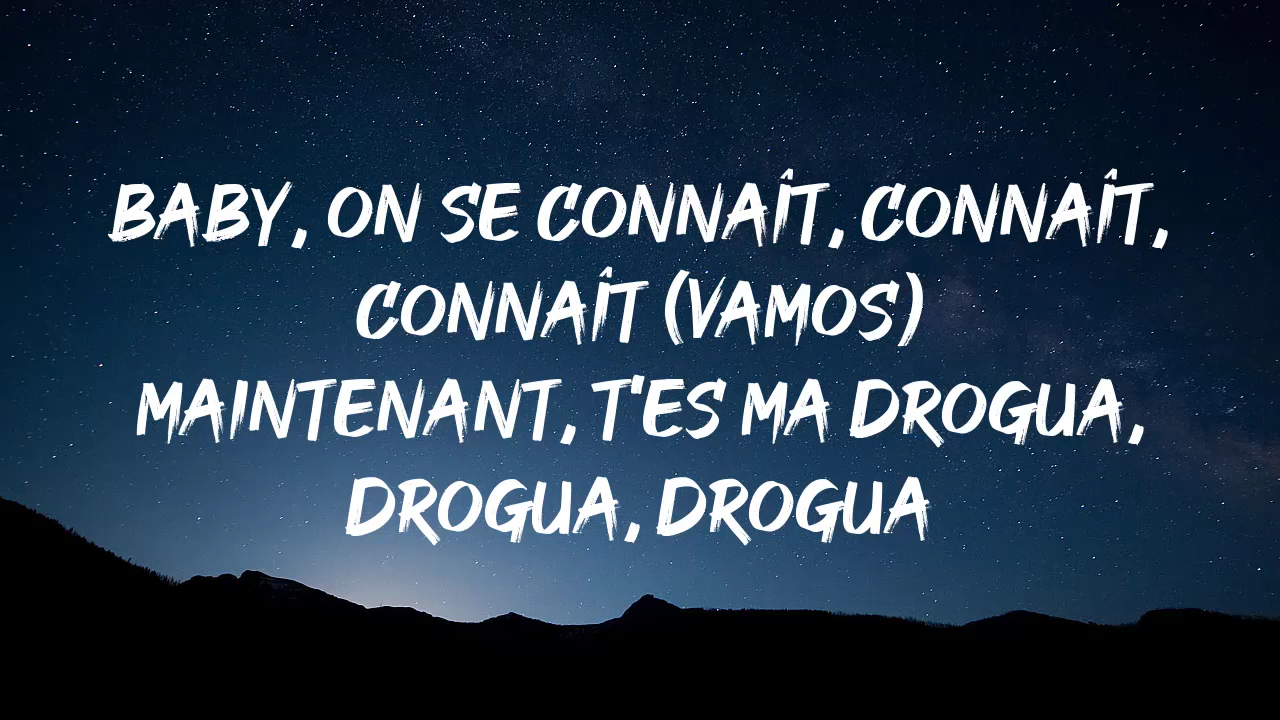 BABY, ON SE CONNAÎT, CONNAÎT,
CONNAÎT (VAMOS)
MAINTENANT, T'ES MA DROGUA,
DROGUA, DROGUA